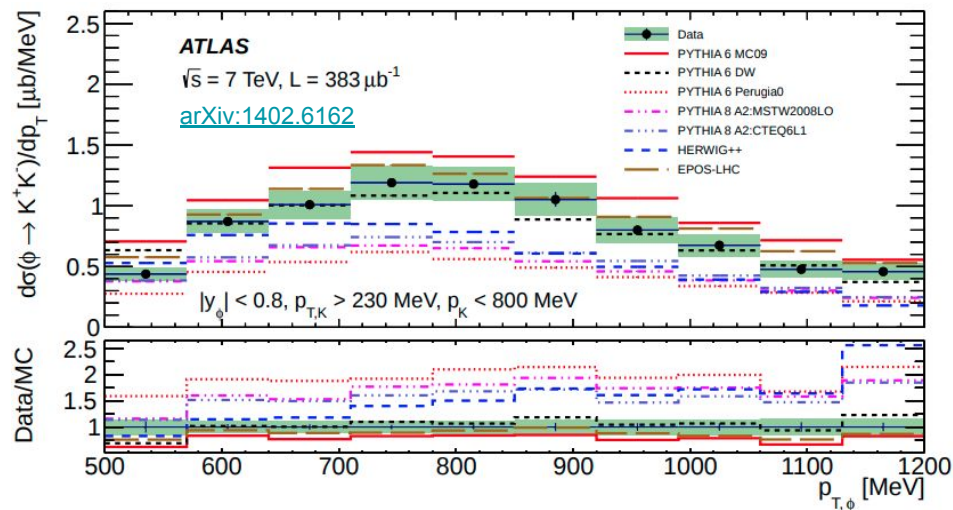 dσ(φ → K⁺K⁻)/dp_T [μb/MeV]
2.5
2
1.5
1
0.5
0
ATLAS
√s = 7 TeV, L = 383 μb⁻¹
arXiv:1402.6162
Data
PYTHIA 6 MC09
PYTHIA 6 DW
PYTHIA 6 Perugia0
PYTHIA 8 A2:MSTW2008LO
PYTHIA 8 A2:CTEQ6L1
HERWIG++
EPOS-LHC
|y_φ| < 0.8, p_T,K > 230 MeV, p_K < 800 MeV
Data/MC
2.5
2
1.5
1
500 600 700 800 900 1000 1100 1200
p_T,φ [MeV]